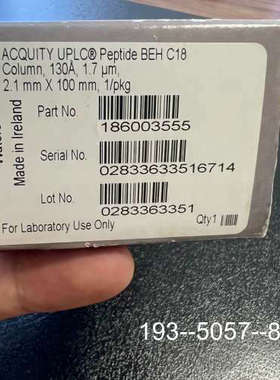 ACQUITY UPLC® Peptide BEH C18
Column, 130Å, 1.7 µm,
2.1 mm X 100 mm, 1/pkg
Part No
186003555
Serial No.
02833633516714
Lot No
0283363351
For Laboratory Use Only
Qty 1
Waters
Made in Ireland
193--5057--8